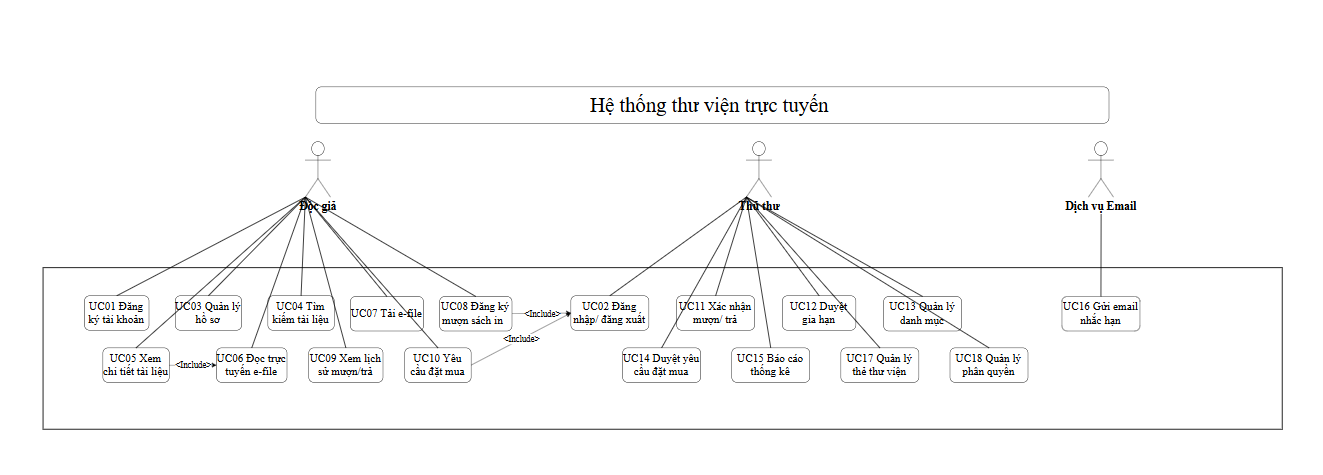 Hệ thống thư viện trực tuyến
Độc giả
Thủ thư
Dịch vụ Email
UC01 Đăng
ký tài khoản
UC03 Quản lý
hồ sơ
UC04 Tìm
kiếm tài liệu
UC07 Tải e-file
UC08 Đăng ký
mượn sách in
<Include>
UC02 Đăng
nhập/ đăng xuất
UC11 Xác nhận
mượn/ trả
UC12 Duyệt
gia hạn
UC13 Quản lý
danh mục
UC16 Gửi email
nhắc hạn
<Include>
UC05 Xem
chi tiết tài liệu
<Include>
UC06 Đọc trực
tuyến e-file
UC09 Xem lịch
sử mượn/trả
UC10 Yêu
cầu đặt mua
UC14 Duyệt yêu
cầu đặt mua
UC15 Báo cáo
thống kê
UC17 Quản lý
thẻ thư viện
UC18 Quản lý
phân quyền